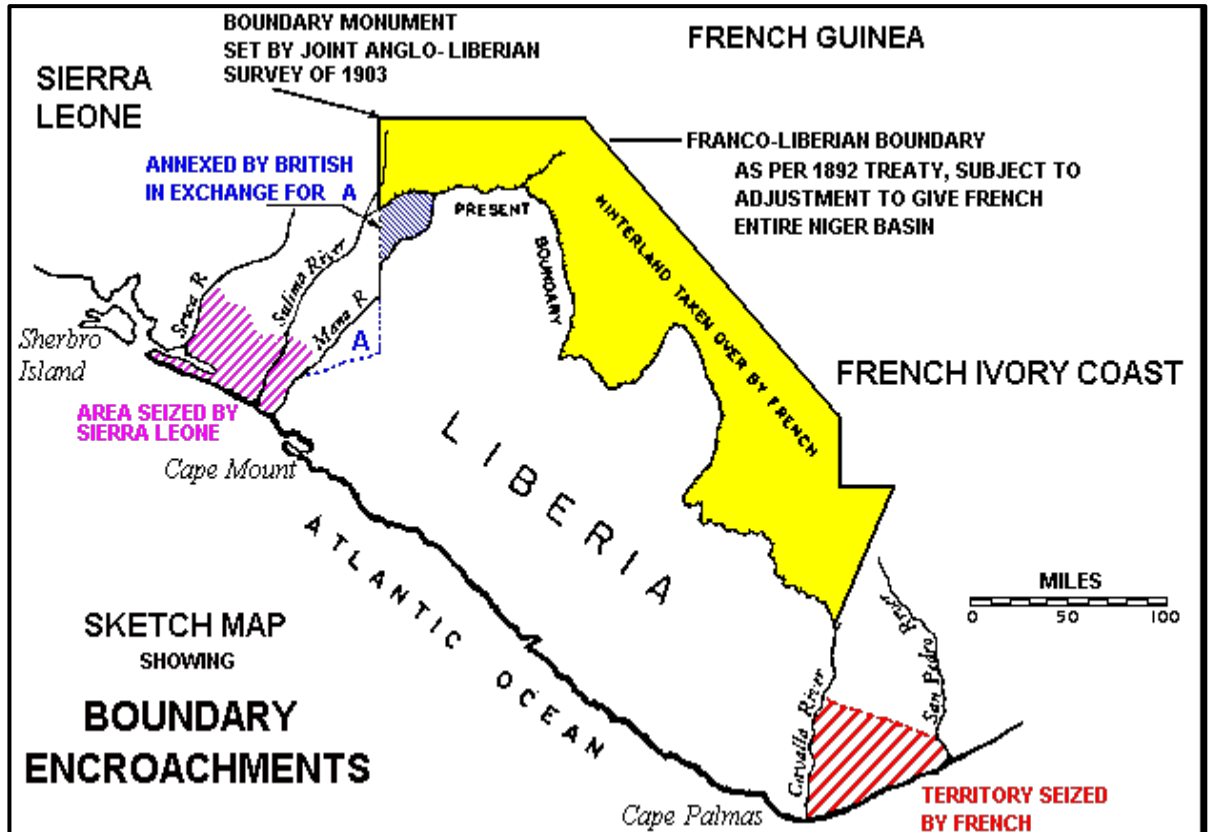 BOUNDARY MONUMENT
SET BY JOINT ANGLO-LIBERIAN
SURVEY OF 1903
FRENCH GUINEA
SIERRA
LEONE
FRANCO-LIBERIAN BOUNDARY
AS PER 1892 TREATY, SUBJECT TO
ADJUSTMENT TO GIVE FRENCH
ENTIRE NIGER BASIN
ANNEXED BY BRITISH
IN EXCHANGE FOR A
PRESENT
BOUNDARY
HINTERLAND TAKEN OVER BY FRENCH
Sulima River
Mana R
A
Sherbro
Island
FRENCH IVORY COAST
AREA SEIZED BY
SIERRA LEONE
Cape Mount
LIBERIA
ATLANTIC OCEAN
MILES
0 50 100
River
San Pedro
Cavalla River
SKETCH MAP
SHOWING
BOUNDARY
ENCROACHMENTS
Cape Palmas
TERRITORY SEIZED
BY FRENCH